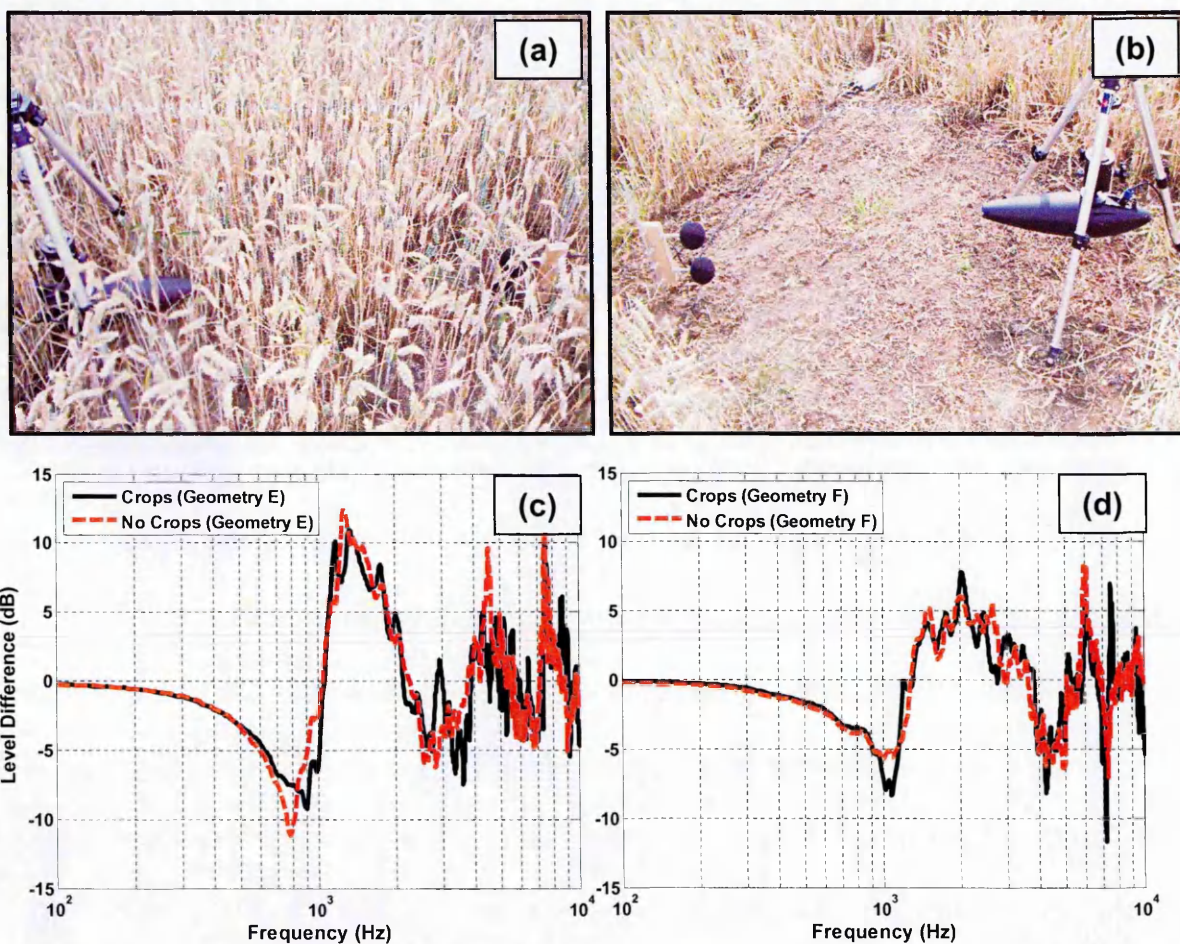 (a)
(b)
15
10
5
0
-5
-10
-15
Level Difference (dB)
Crops (Geometry E)
No Crops (Geometry E)
(c)
10²
10³
10⁴
Frequency (Hz)
15
10
5
0
-5
-10
-15
Crops (Geometry F)
No Crops (Geometry F)
(d)
10²
10³
10⁴
Frequency (Hz)